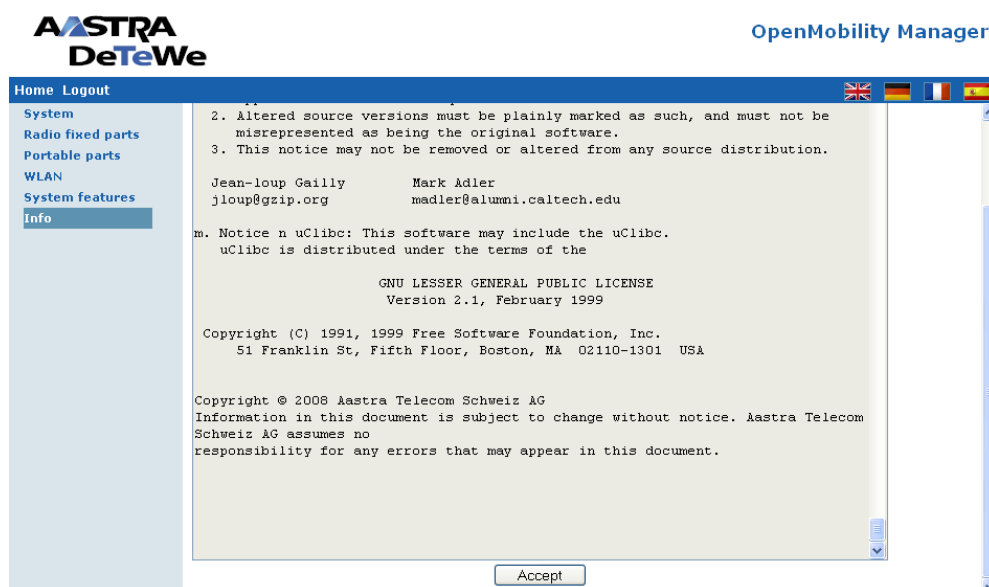 AASTRA
DeTeWe
OpenMobility Manager
Home Logout
System
Radio fixed parts
Portable parts
WLAN
System features
Info
2. Altered source versions must be plainly marked as such, and must not be
misrepresented as being the original software.
3. This notice may not be removed or altered from any source distribution.
Jean-loup Gailly Mark Adler
jloup@gzip.org madler@alumni.caltech.edu
m. Notice n uClibc: This software may include the uClibc.
uClibc is distributed under the terms of the
GNU LESSER GENERAL PUBLIC LICENSE
Version 2.1, February 1999
Copyright (C) 1991, 1999 Free Software Foundation, Inc.
51 Franklin St, Fifth Floor, Boston, MA 02110-1301 USA
Copyright © 2008 Aastra Telecom Schweiz AG
Information in this document is subject to change without notice. Aastra Telecom
Schweiz AG assumes no
responsibility for any errors that may appear in this document.
Accept